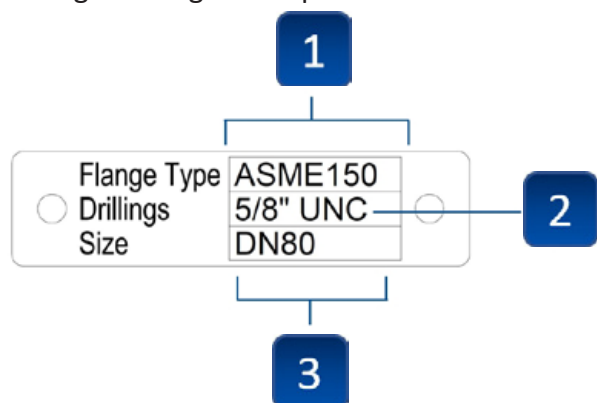 1
Flange Type ASME150
Drillings 5/8" UNC
Size DN80
2
3